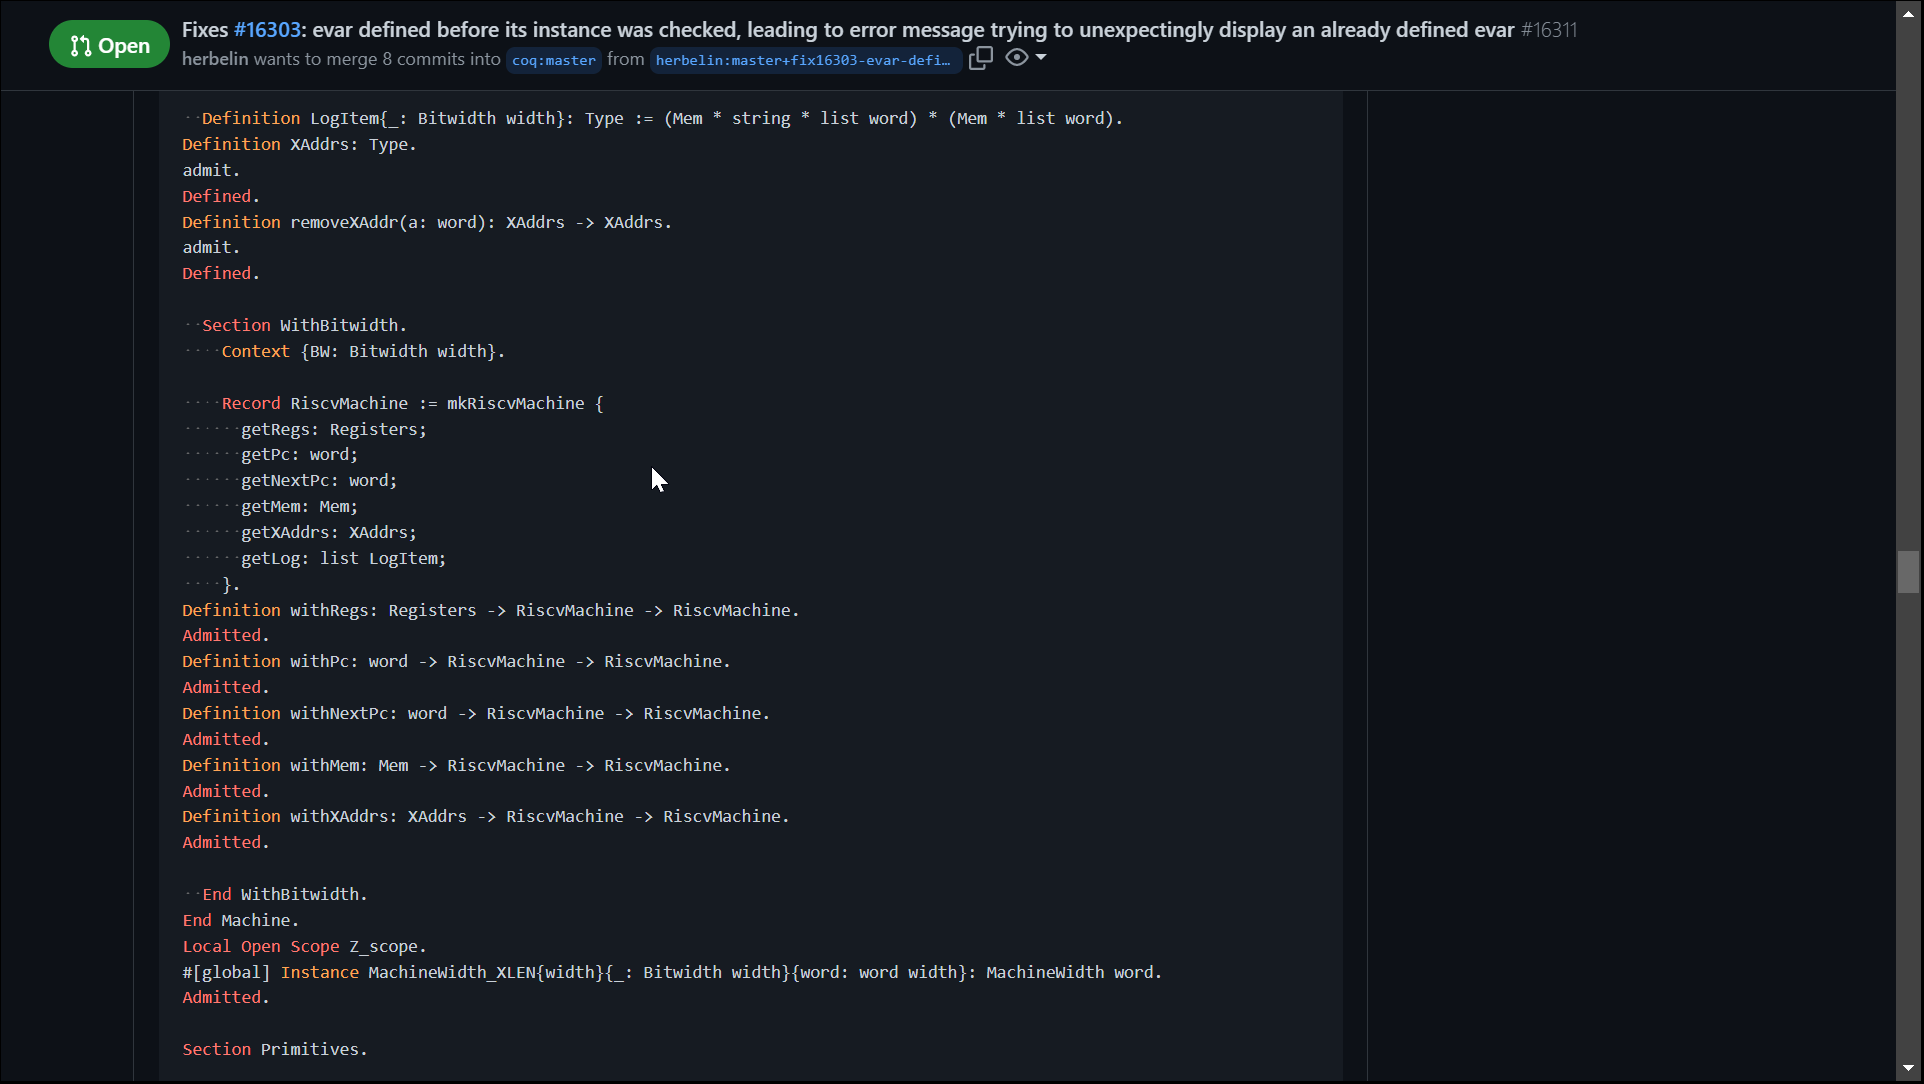 Open
Fixes #16303: evar defined before its instance was checked, leading to error message trying to unexpectingly display an already defined evar #16311
herbelin wants to merge 8 commits into coq:master from herbelin:master+fix16303-evar-defi…
··Definition LogItem{_: Bitwidth width}: Type := (Mem * string * list word) * (Mem * list word).
Definition XAddrs: Type.
admit.
Defined.
Definition removeXAddr(a: word): XAddrs -> XAddrs.
admit.
Defined.
··Section WithBitwidth.
····Context {BW: Bitwidth width}.
····Record RiscvMachine := mkRiscvMachine {
······getRegs: Registers;
······getPc: word;
······getNextPc: word;
······getMem: Mem;
······getXAddrs: XAddrs;
······getLog: list LogItem;
····}.
Definition withRegs: Registers -> RiscvMachine -> RiscvMachine.
Admitted.
Definition withPc: word -> RiscvMachine -> RiscvMachine.
Admitted.
Definition withNextPc: word -> RiscvMachine -> RiscvMachine.
Admitted.
Definition withMem: Mem -> RiscvMachine -> RiscvMachine.
Admitted.
Definition withXAddrs: XAddrs -> RiscvMachine -> RiscvMachine.
Admitted.
··End WithBitwidth.
End Machine.
Local Open Scope Z_scope.
#[global] Instance MachineWidth_XLEN{width}{_: Bitwidth width}{word: word width}: MachineWidth word.
Admitted.
Section Primitives.